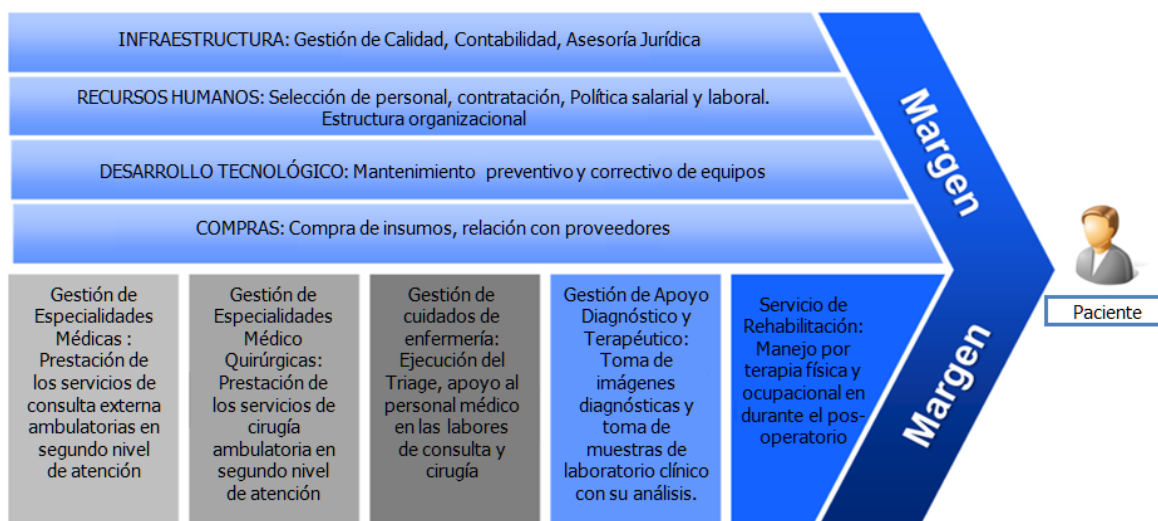 INFRAESTRUCTURA: Gestión de Calidad, Contabilidad, Asesoría Jurídica
RECURSOS HUMANOS: Selección de personal, contratación, Política salarial y laboral.
Estructura organizacional
DESARROLLO TECNOLÓGICO: Mantenimiento preventivo y correctivo de equipos
COMPRAS: Compra de insumos, relación con proveedores
Margen
Margen
Paciente
Gestión de
Especialidades
Médicas :
Prestación de
los servicios de
consulta externa
ambulatorias en
segundo nivel
de atención
Gestión de
Especialidades
Médico
Quirúrgicas:
Prestación de
los servicios de
cirugía
ambulatoria en
segundo nivel
de atención
Gestión de
cuidados de
enfermería:
Ejecución del
Triage, apoyo al
personal médico
en las labores
de consulta y
cirugía
Gestión de Apoyo
Diagnóstico y
Terapéutico:
Toma de
imágenes
diagnósticas y
toma de
muestras de
laboratorio clínico
con su análisis.
Servicio de
Rehabilitación:
Manejo por
terapia física y
ocupacional en
durante el pos-
operatorio